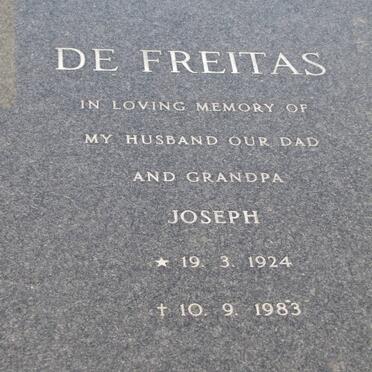 DE FREITAS
IN LOVING MEMORY OF
MY HUSBAND OUR DAD
AND GRANDPA
JOSEPH
★ 19. 3. 1924
† 10. 9. 1983